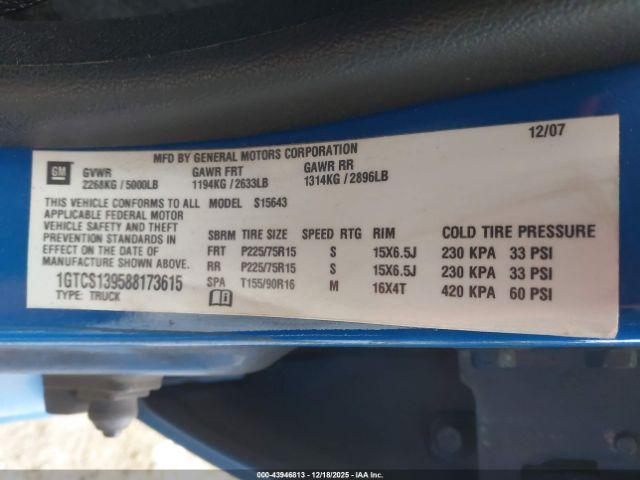 12/07
MFD BY GENERAL MOTORS CORPORATION
GM GVWR GAWR FRT GAWR RR
2268KG / 5000LB 1194KG / 2633LB 1314KG / 2896LB
THIS VEHICLE CONFORMS TO ALL MODEL S15643
APPLICABLE FEDERAL MOTOR
VEHICLE SAFETY AND THEFT
PREVENTION STANDARDS IN
EFFECT ON THE DATE OF
MANUFACTURE SHOWN ABOVE.
1GTCS139588173615
TYPE: TRUCK
SBRM TIRE SIZE SPEED RTG RIM COLD TIRE PRESSURE
FRT P225/75R15 S 15X6.5J 230 KPA 33 PSI
RR P225/75R15 S 15X6.5J 230 KPA 33 PSI
SPA T155/90R16 M 16X4T 420 KPA 60 PSI
000-43946813 - 12/18/2025 - IAA Inc.